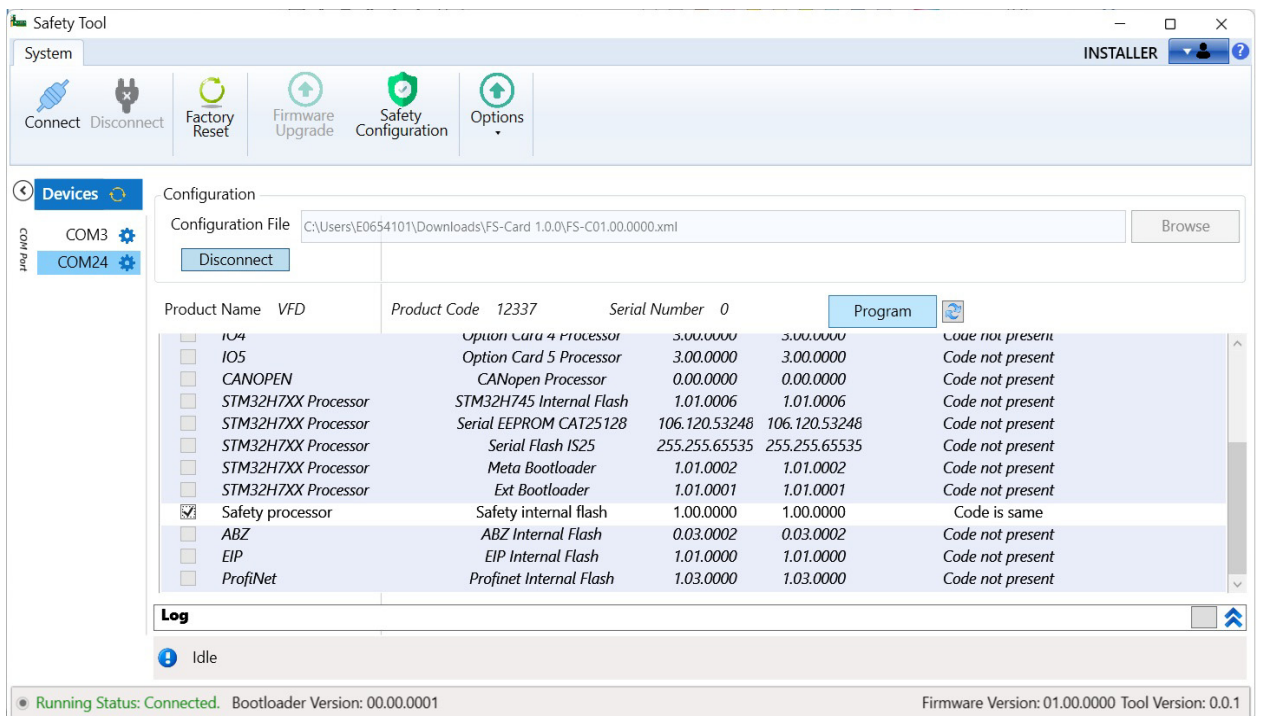 Safety Tool
System
INSTALLER
Connect Disconnect Factory Reset Firmware Upgrade Safety Configuration Options
Devices
COM Port
COM3
COM24
Configuration
Configuration File C:\Users\E0654101\Downloads\FS-Card 1.0.0\FS-C01.00.0000.xml Browse
Disconnect
Product Name VFD Product Code 12337 Serial Number 0 Program
IO4 Option Card 4 Processor 3.00.0000 3.00.0000 Code not present
IO5 Option Card 5 Processor 3.00.0000 3.00.0000 Code not present
CANOPEN CANopen Processor 0.00.0000 0.00.0000 Code not present
STM32H7XX Processor STM32H745 Internal Flash 1.01.0006 1.01.0006 Code not present
STM32H7XX Processor Serial EEPROM CAT25128 106.120.53248 106.120.53248 Code not present
STM32H7XX Processor Serial Flash IS25 255.255.65535 255.255.65535 Code not present
STM32H7XX Processor Meta Bootloader 1.01.0002 1.01.0002 Code not present
STM32H7XX Processor Ext Bootloader 1.01.0001 1.01.0001 Code not present
Safety processor Safety internal flash 1.00.0000 1.00.0000 Code is same
ABZ ABZ Internal Flash 0.03.0002 0.03.0002 Code not present
EIP EIP Internal Flash 1.01.0000 1.01.0000 Code not present
ProfiNet Profinet Internal Flash 1.03.0000 1.03.0000 Code not present
Log
Idle
Running Status: Connected. Bootloader Version: 00.00.0001 Firmware Version: 01.00.0000 Tool Version: 0.0.1